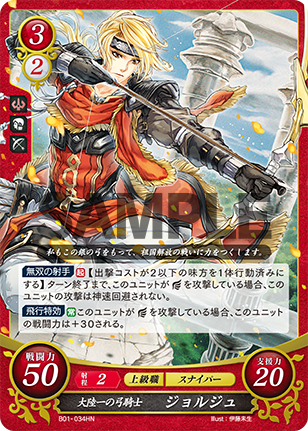 3
2
SAMPLE
私もこの銀の弓をもって、祖国解放の戦いに力をつくします。
無双の射手 起 【出撃コストが2以下の味方を1体行動済みに
する】ターン終了まで、このユニットが を攻撃している場合、この
ユニットの攻撃は神速回避されない。
飛行特効 常 このユニットが を攻撃している場合、このユニット
の戦闘力は+30される。
戦闘力
50
射程 2 上級職 スナイパー
支援力
20
大陸一の弓騎士 ジョルジュ
B01-034HN Illust:伊藤未生